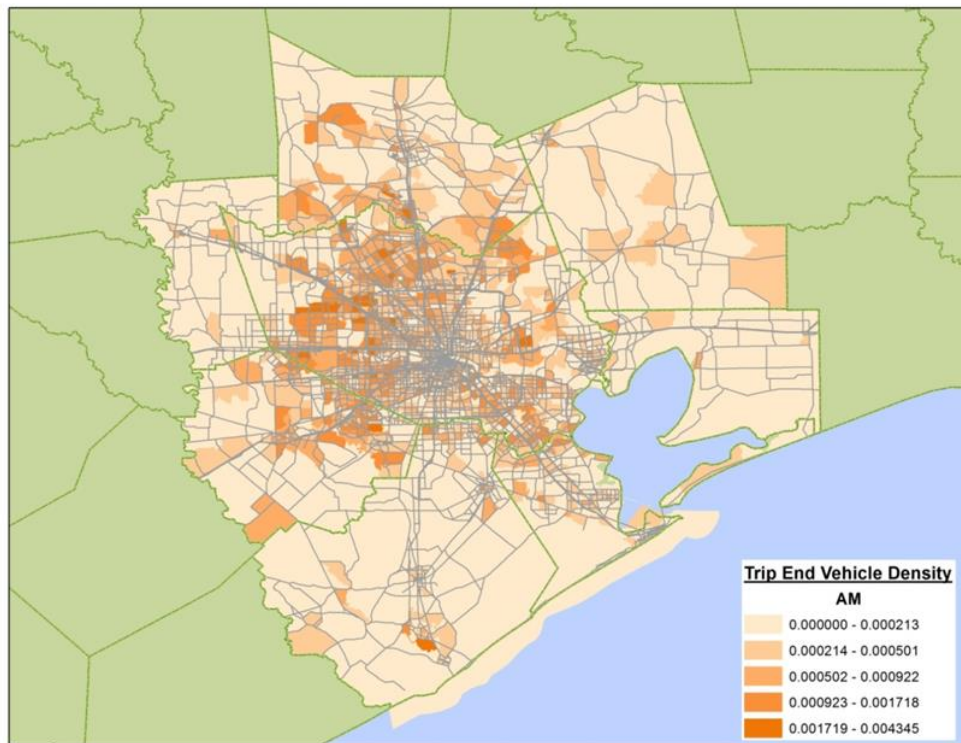 Trip End Vehicle Density
AM
0.000000 - 0.000213
0.000214 - 0.000501
0.000502 - 0.000922
0.000923 - 0.001718
0.001719 - 0.004345